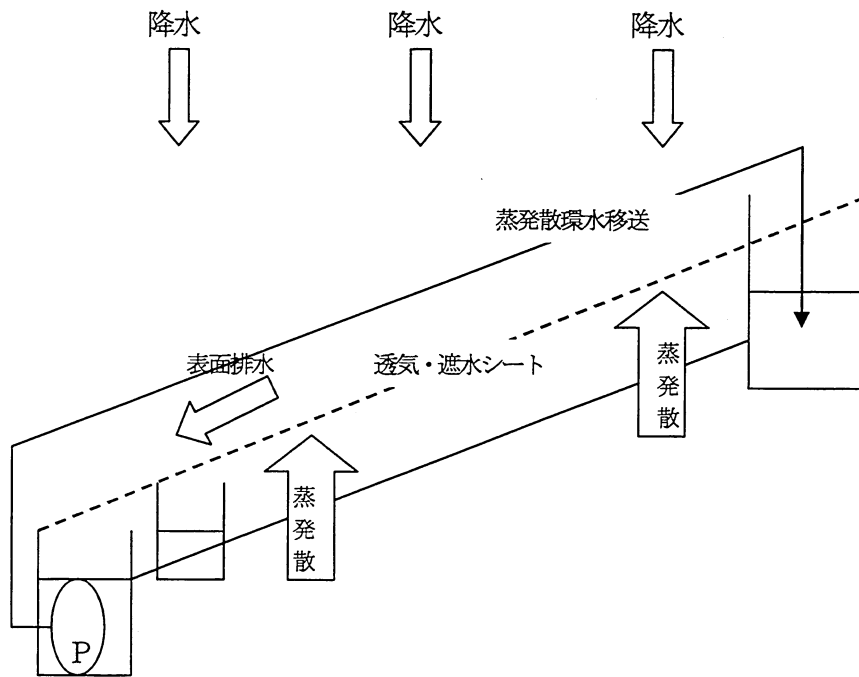 降水
降水
降水
蒸発散環水移送
表面排水
透気・遮水シート
蒸発散
蒸発散
P